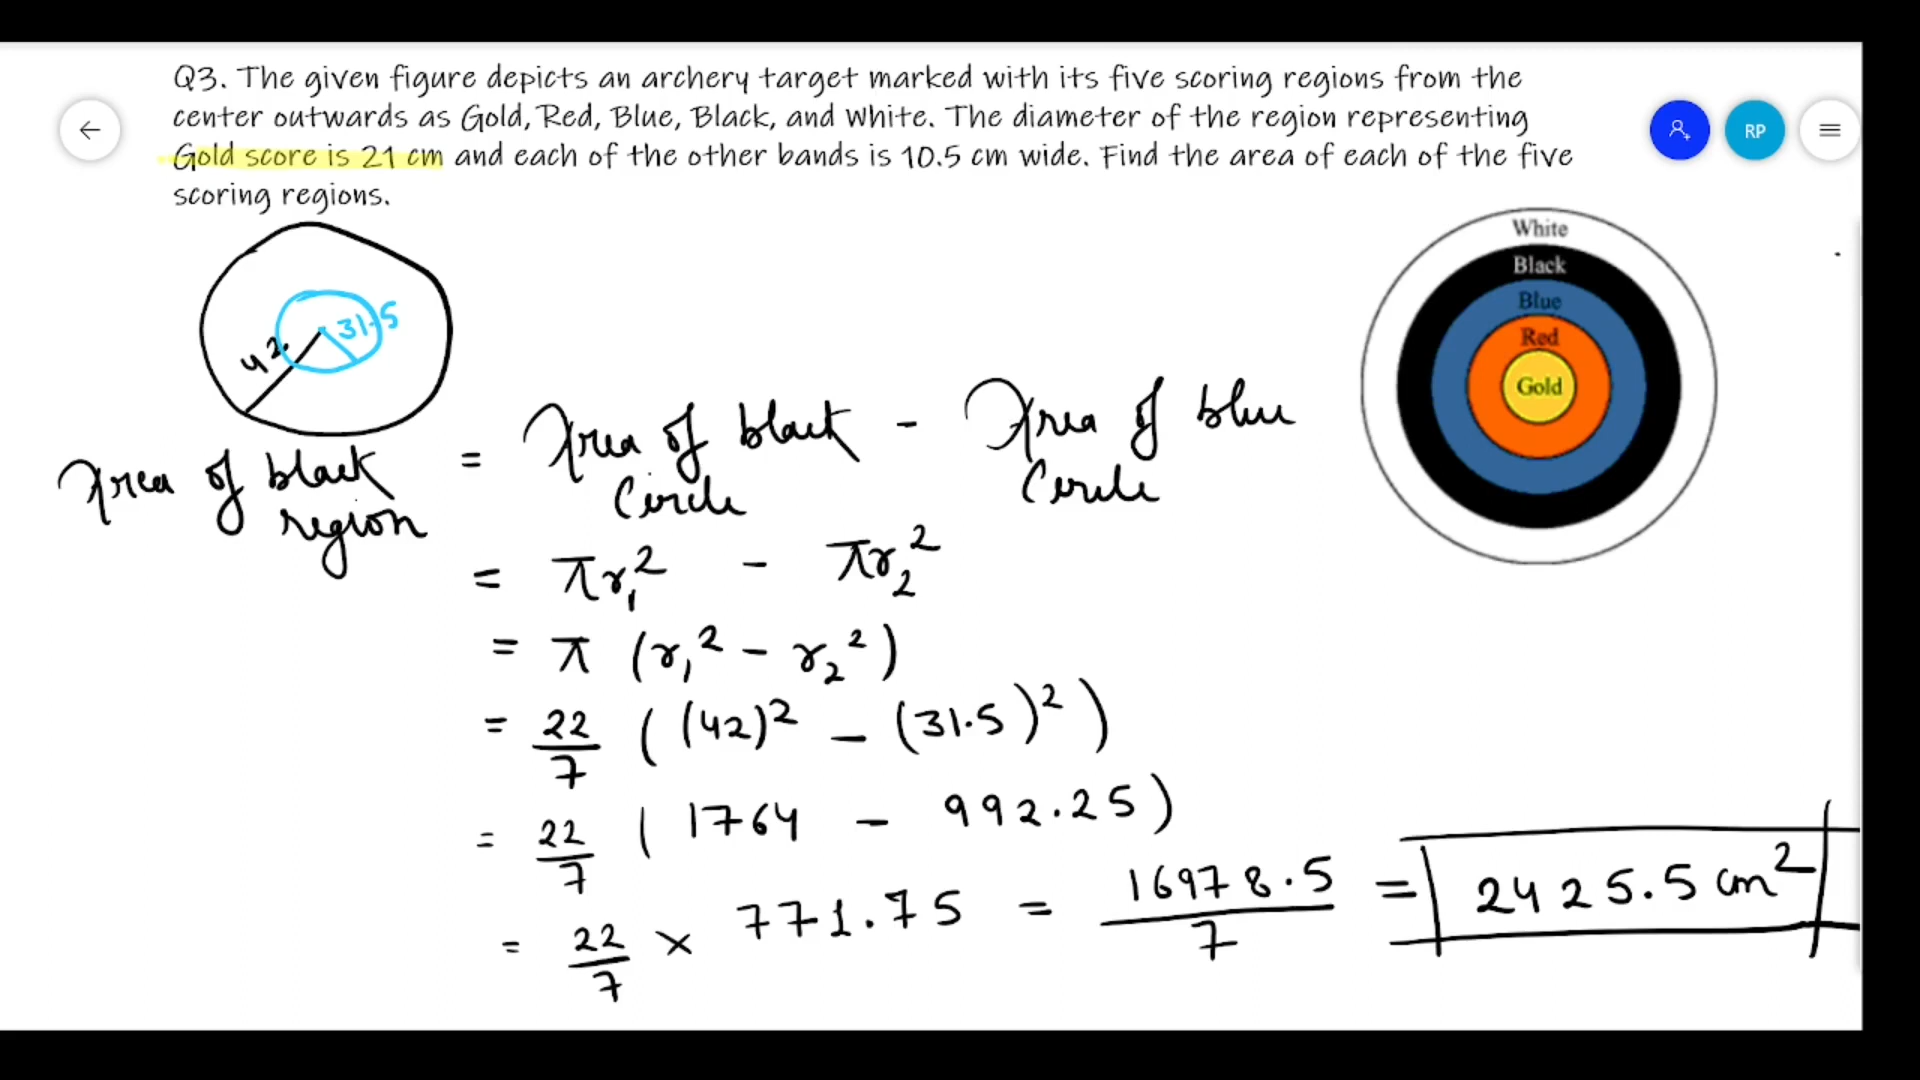 Q3. The given figure depicts an archery target marked with its five scoring regions from the
center outwards as Gold, Red, Blue, Black, and White. The diameter of the region representing
Gold score is 21 cm and each of the other bands is 10.5 cm wide. Find the area of each of the five
scoring regions.
RP
White
Black
Blue
Red
Gold
42
31.5
Area of black region = Area of black circle - Area of blue circle
= πr₁² - πr₂²
= π (r₁² - r₂²)
= 22/7 ((42)² - (31.5)²)
= 22/7 (1764 - 992.25)
= 22/7 × 771.75 = 16978.5/7 = 2425.5 cm²